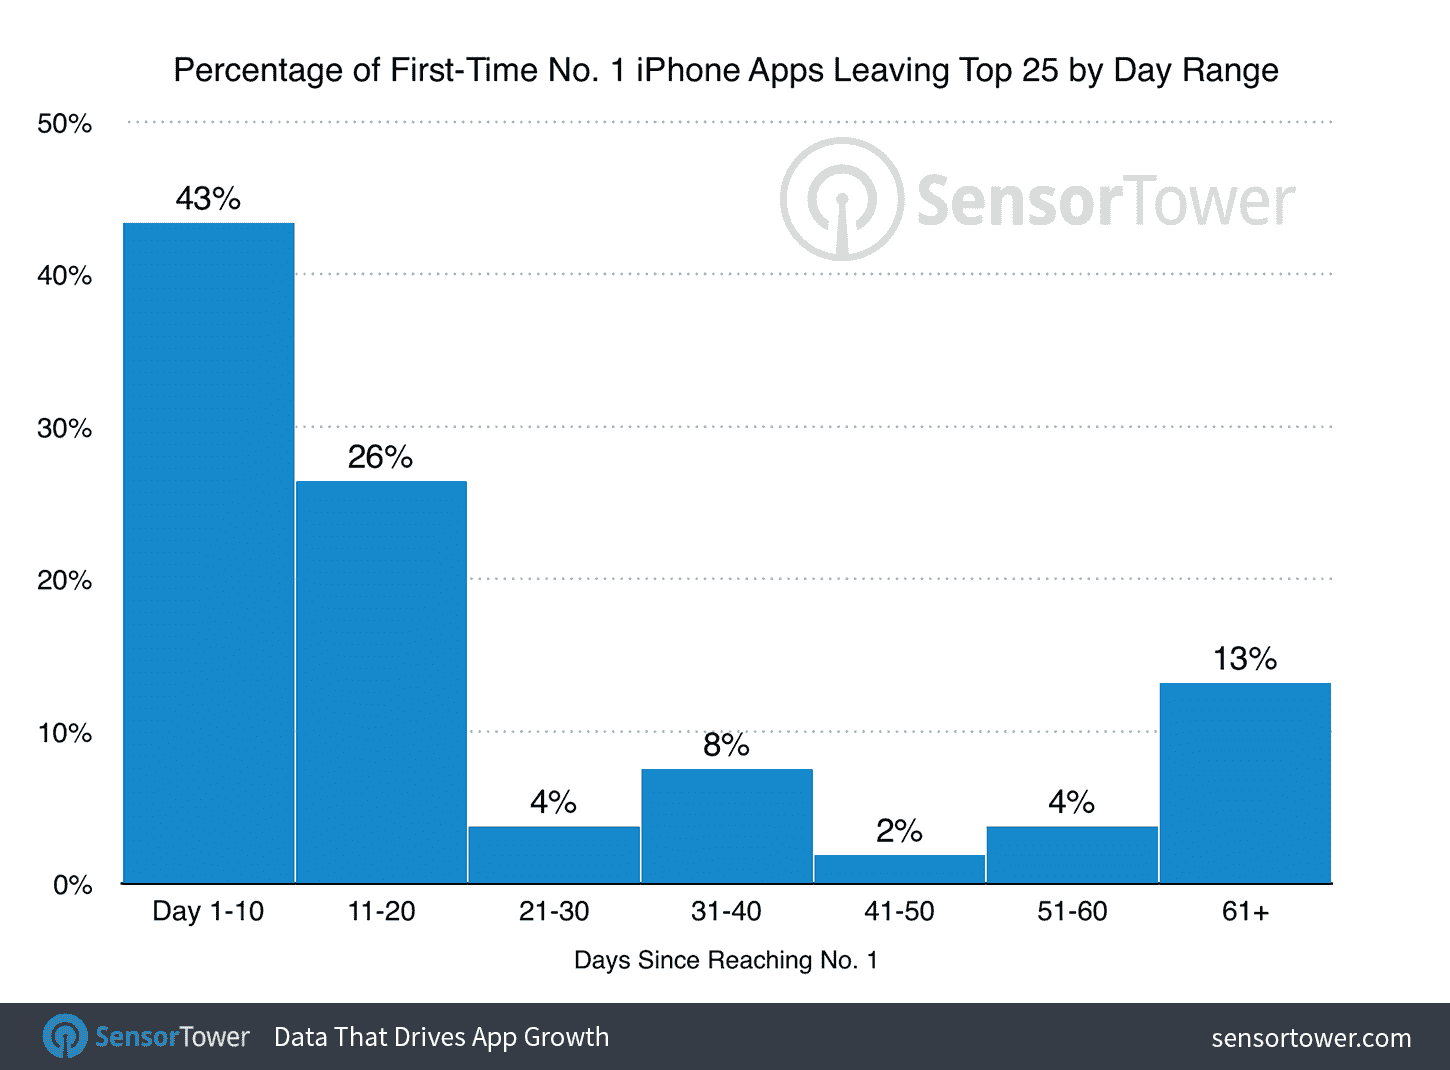 Percentage of First-Time No. 1 iPhone Apps Leaving Top 25 by Day Range
50%
SensorTower
43%
40%
30%
26%
20%
13%
10%
8%
4%
2%
4%
0%
Day 1-10 11-20 21-30 31-40 41-50 51-60 61+
Days Since Reaching No. 1
SensorTower Data That Drives App Growth sensortower.com